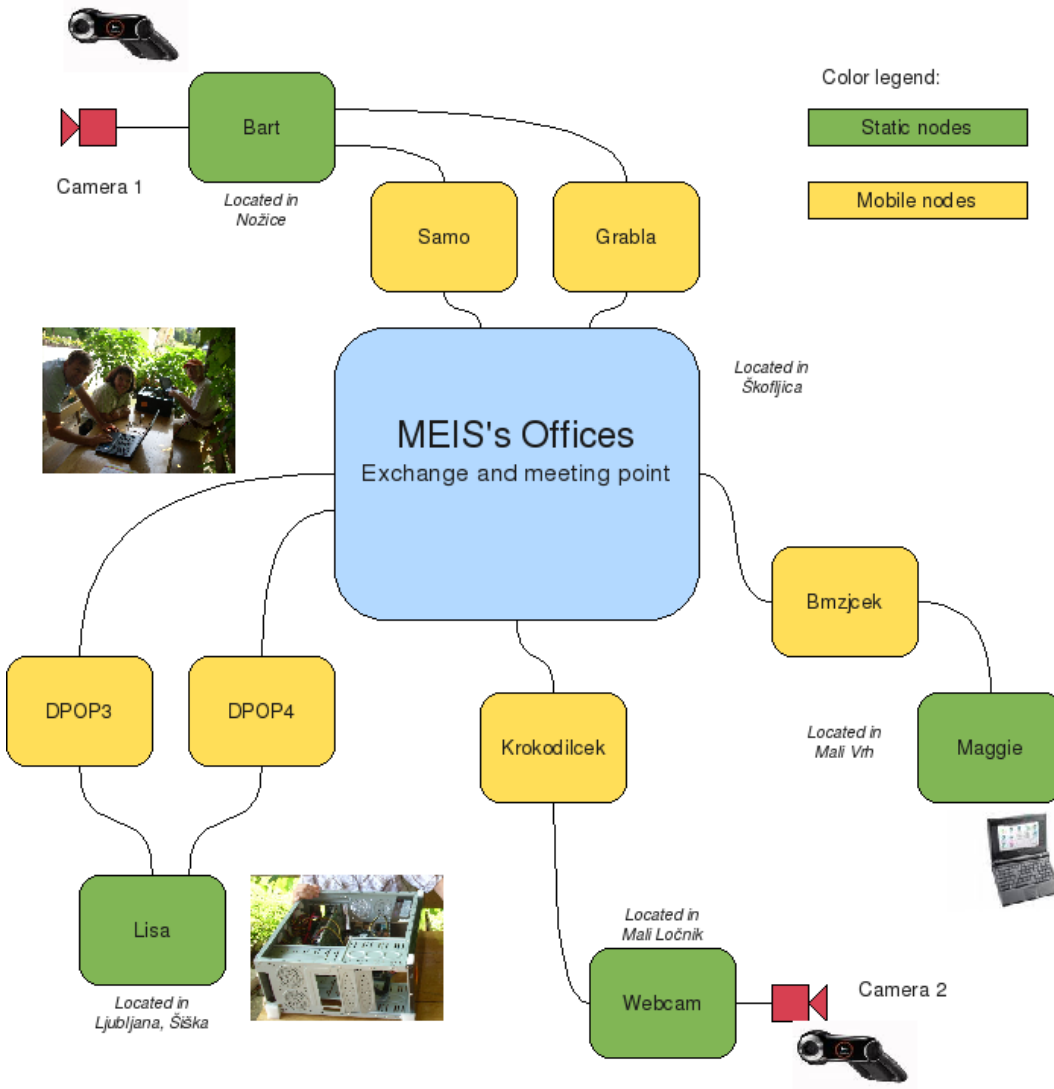 Color legend:
Static nodes
Mobile nodes
Bart
Camera 1
Located in
Nožice
Samo
Grabla
Located in
Škofljica
MEIS's Offices
Exchange and meeting point
Brnzjcek
DPOP3
DPOP4
Krokodilcek
Located in
Mali Vrh
Maggie
Lisa
Located in
Ljubljana, Šiška
Located in
Mali Ločnik
Webcam
Camera 2